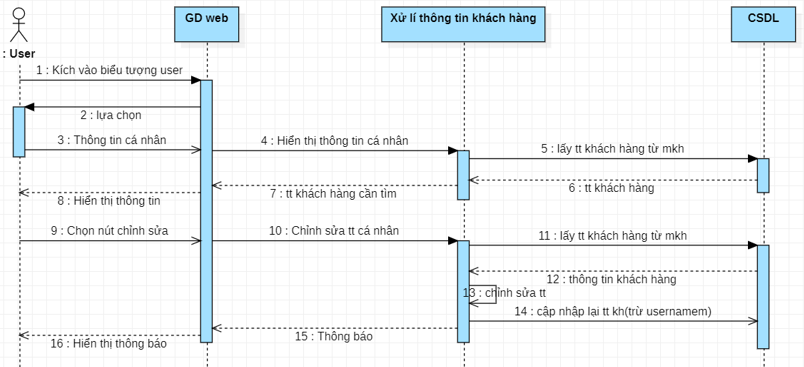 GD web
Xử lí thông tin khách hàng
CSDL
: User
1 : Kích vào biểu tượng user
2 : lựa chọn
3 : Thông tin cá nhân
4 : Hiển thị thông tin cá nhân
5 : lấy tt khách hàng từ mkh
6 : tt khách hàng
7 : tt khách hàng cần tìm
8 : Hiển thị thông tin
9 : Chọn nút chỉnh sửa
10 : Chỉnh sửa tt cá nhân
11 : lấy tt khách hàng từ mkh
12 : thông tin khách hàng
13 : chỉnh sửa tt
14 : cập nhập lại tt kh(trừ usernamem)
15 : Thông báo
16 : Hiển thị thông báo